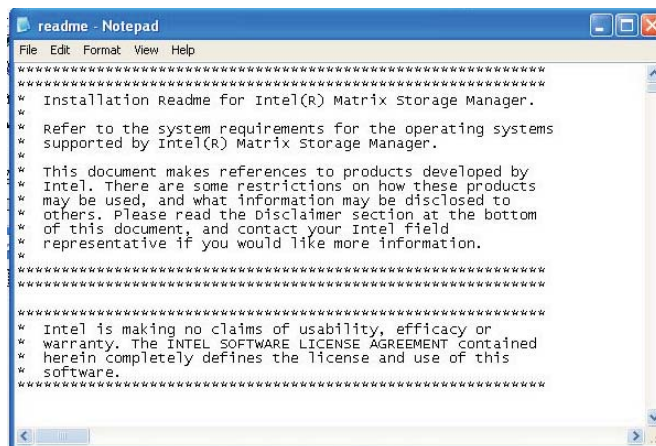 readme - Notepad
File Edit Format View Help
*************************************************************
*************************************************************
* Installation Readme for Intel(R) Matrix Storage Manager.
*
* Refer to the system requirements for the operating systems
* supported by Intel(R) Matrix Storage Manager.
*
* This document makes references to products developed by
* Intel. There are some restrictions on how these products
* may be used, and what information may be disclosed to
* others. Please read the Disclaimer section at the bottom
* of this document, and contact your Intel field
* representative if you would like more information.
*
*************************************************************
*************************************************************
*************************************************************
* Intel is making no claims of usability, efficacy or
* warranty. The INTEL SOFTWARE LICENSE AGREEMENT contained
* herein completely defines the license and use of this
* software.
*************************************************************